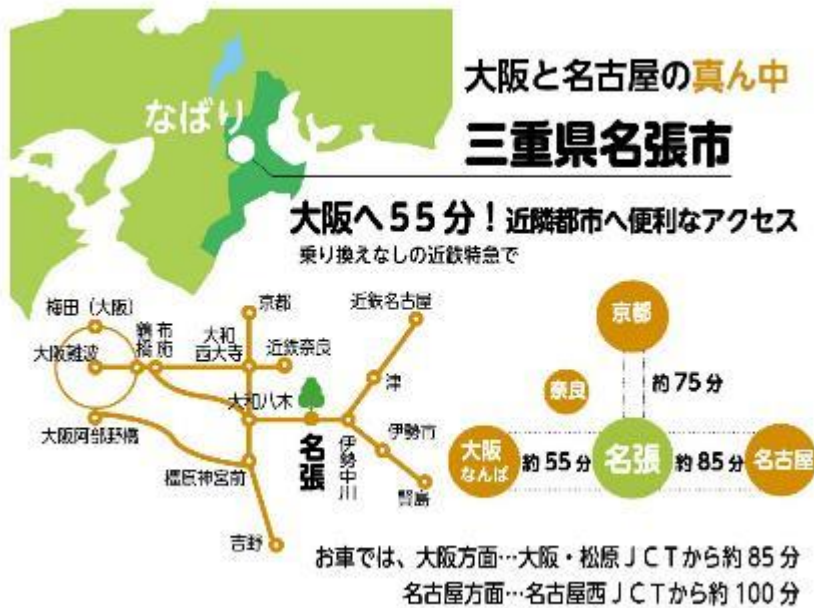 大阪と名古屋の真ん中
なばり
三重県名張市
大阪へ55分！近隣都市へ便利なアクセス
乗り換えなしの近鉄特急で
梅田（大阪）
大阪難波
鶴橋
布施
大和西大寺
京都
近鉄奈良
近鉄名古屋
津
大和八木
名張
伊勢中川
伊勢市
賢島
大阪阿部野橋
橿原神宮前
吉野
京都
奈良
約75分
大阪
なんば
約55分
名張
約85分
名古屋
お車では、大阪方面…大阪・松原JCTから約85分
名古屋方面…名古屋西JCTから約100分